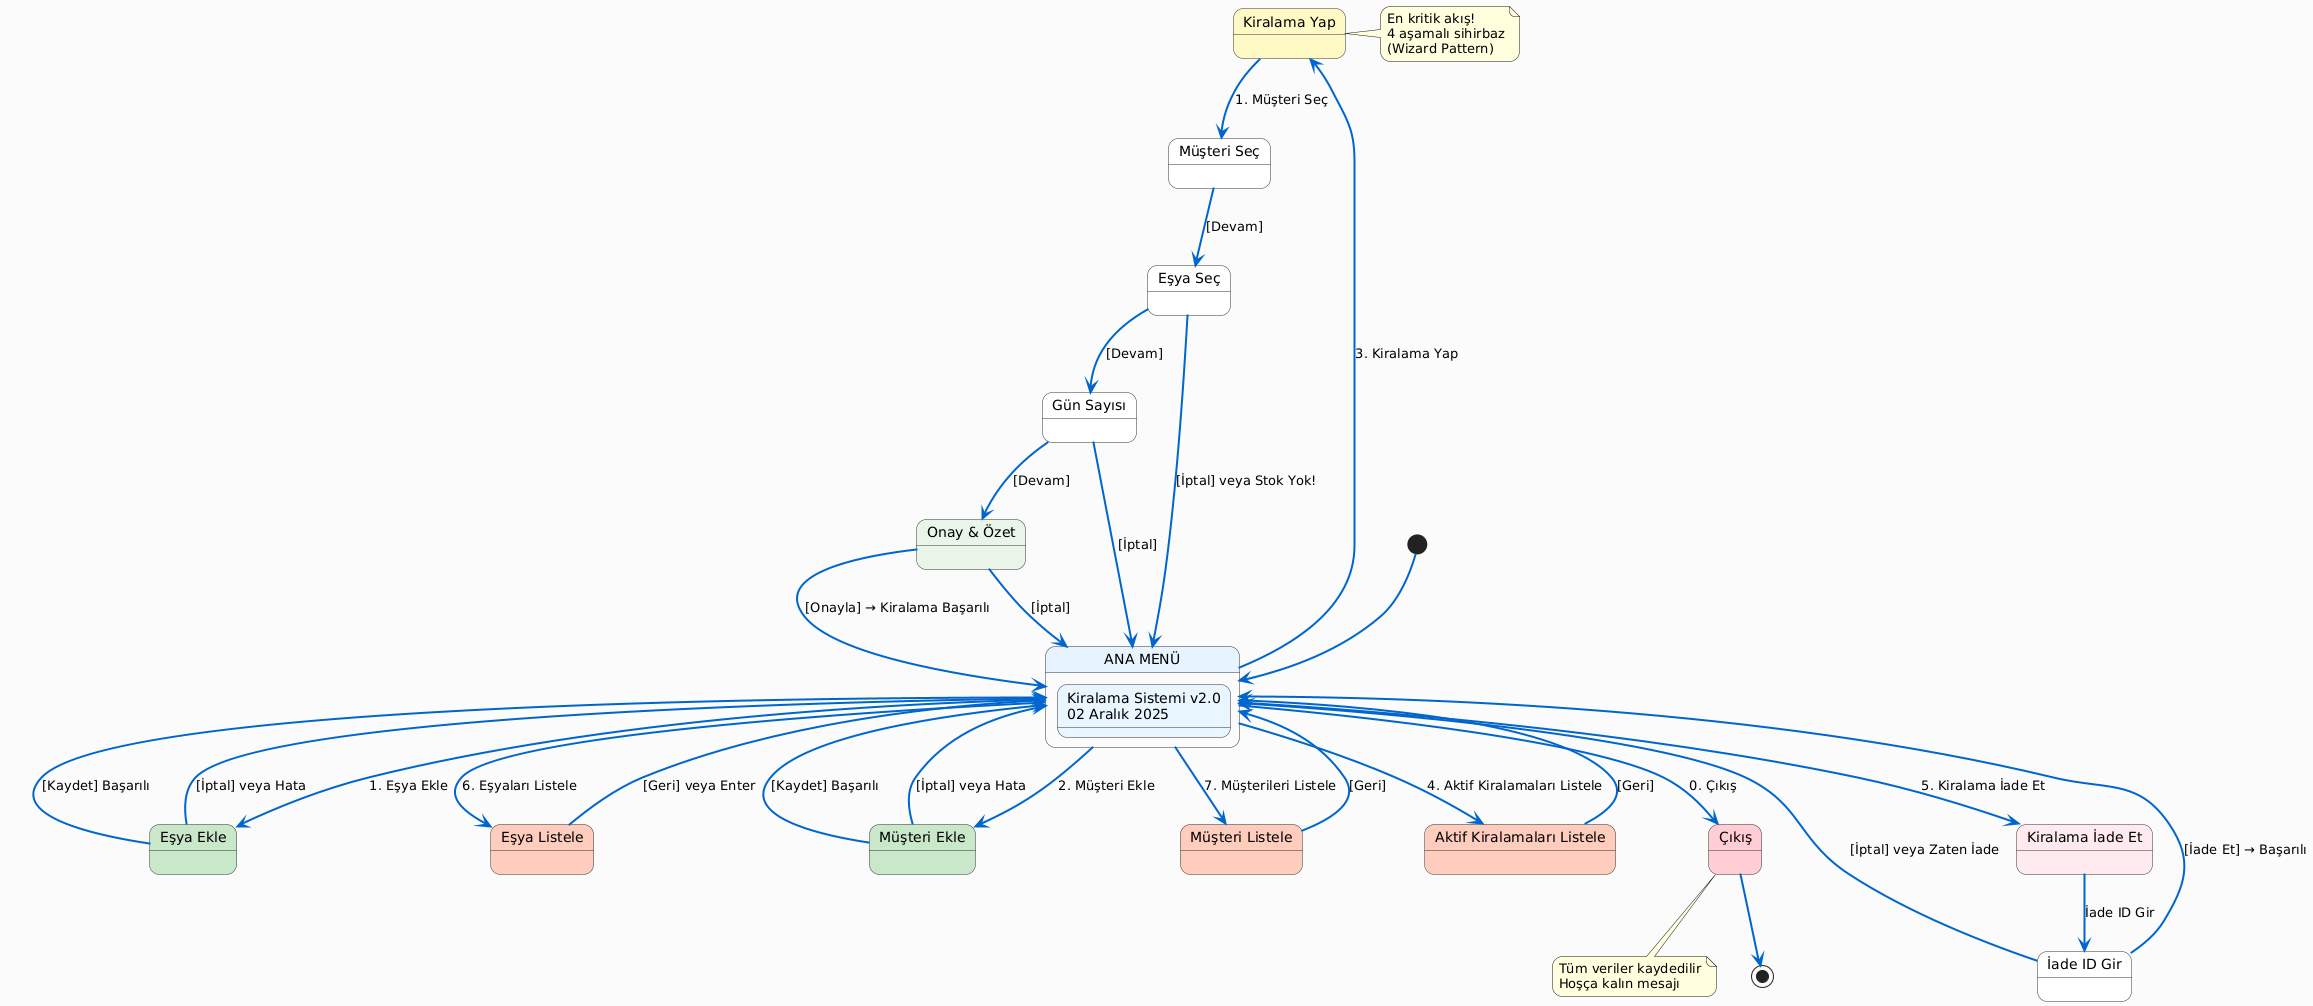 Kiralama Yap
En kritik akış!
4 aşamalı sihirbaz
(Wizard Pattern)
1. Müşteri Seç
Müşteri Seç
[Devam]
Eşya Seç
[Devam]
3. Kiralama Yap
Gün Sayısı
[Devam]
[İptal] veya Stok Yok!
Onay & Özet
[İptal]
[Onayla] → Kiralama Başarılı
[İptal]
ANA MENÜ
Kiralama Sistemi v2.0
02 Aralık 2025
[Kaydet] Başarılı
[İptal] veya Hata
1. Eşya Ekle
6. Eşyaları Listele
[Geri] veya Enter
[Kaydet] Başarılı
[İptal] veya Hata
2. Müşteri Ekle
7. Müşterileri Listele
[Geri]
4. Aktif Kiralamaları Listele
[Geri]
0. Çıkış
5. Kiralama İade Et
Eşya Ekle
Eşya Listele
Müşteri Ekle
Müşteri Listele
Aktif Kiralamaları Listele
Çıkış
Kiralama İade Et
[İptal] veya Zaten İade
[İade Et] → Başarılı
İade ID Gir
Tüm veriler kaydedilir
Hoşça kalın mesajı
İade ID Gir